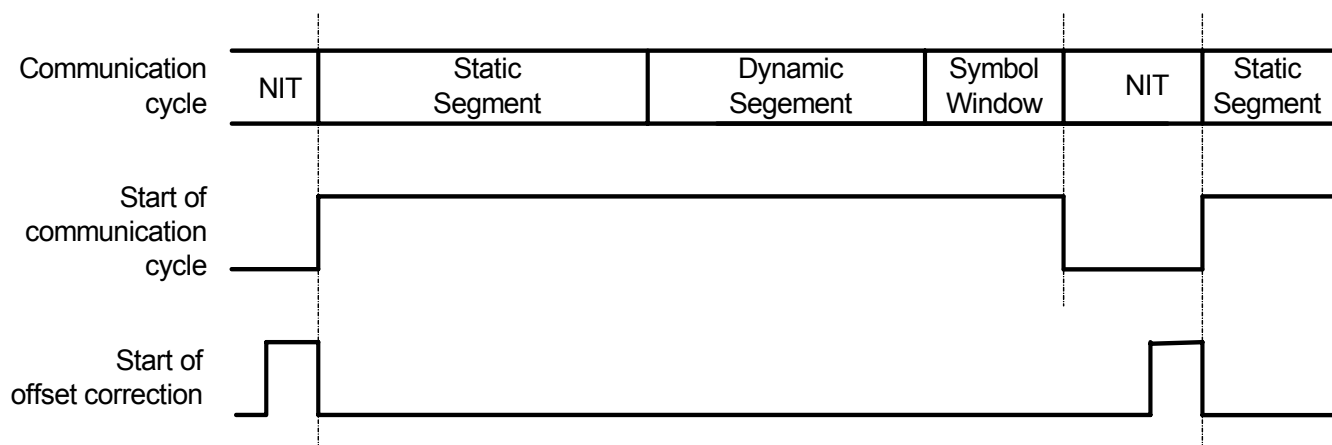 Communication
cycle
NIT
Static
Segment
Dynamic
Segement
Symbol
Window
NIT
Static
Segment
Start of
communication
cycle
Start of
offset correction